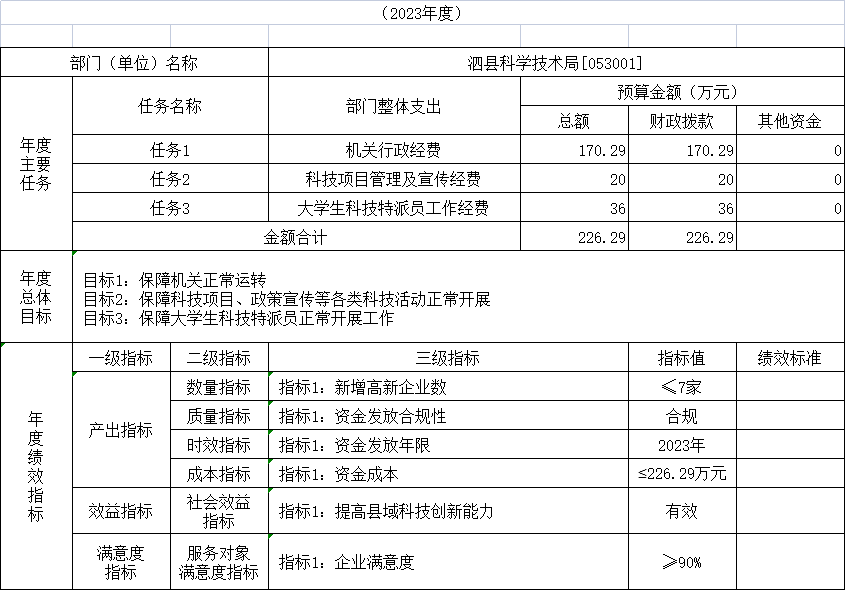 （2023年度）
部门（单位）名称 泗县科学技术局[053001]
年度主要任务 任务名称 部门整体支出 预算金额（万元）
总额 财政拨款 其他资金
任务1 机关行政经费 170.29 170.29 0
任务2 科技项目管理及宣传经费 20 20 0
任务3 大学生科技特派员工作经费 36 36 0
金额合计 226.29 226.29
年度总体目标
目标1：保障机关正常运转
目标2：保障科技项目、政策宣传等各类科技活动正常开展
目标3：保障大学生科技特派员正常开展工作
年度绩效指标 一级指标 二级指标 三级指标 指标值 绩效标准
产出指标 数量指标 指标1：新增高新企业数 ≤7家
质量指标 指标1：资金发放合规性 合规
时效指标 指标1：资金发放年限 2023年
成本指标 指标1：资金成本 ≤226.29万元
效益指标 社会效益指标 指标1：提高县域科技创新能力 有效
满意度指标 服务对象满意度指标 指标1：企业满意度 ≥90%